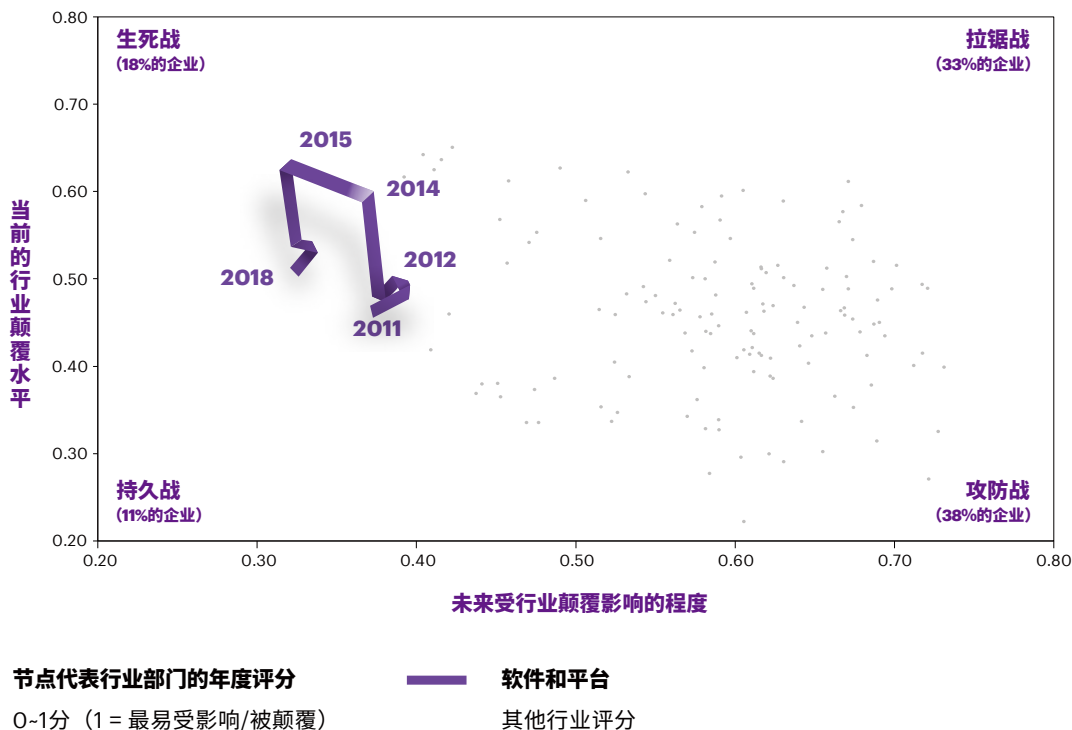 0.80
生死战
(18%的企业)
拉锯战
(33%的企业)
0.70
2015
0.60
2014
当前的行业颠覆水平
2012
0.50
2018
2011
0.40
0.30
持久战
(11%的企业)
攻防战
(38%的企业)
0.20
0.20 0.30 0.40 0.50 0.60 0.70 0.80
未来受行业颠覆影响的程度
节点代表行业部门的年度评分
软件和平台
0~1分（1 = 最易受影响/被颠覆）
其他行业评分